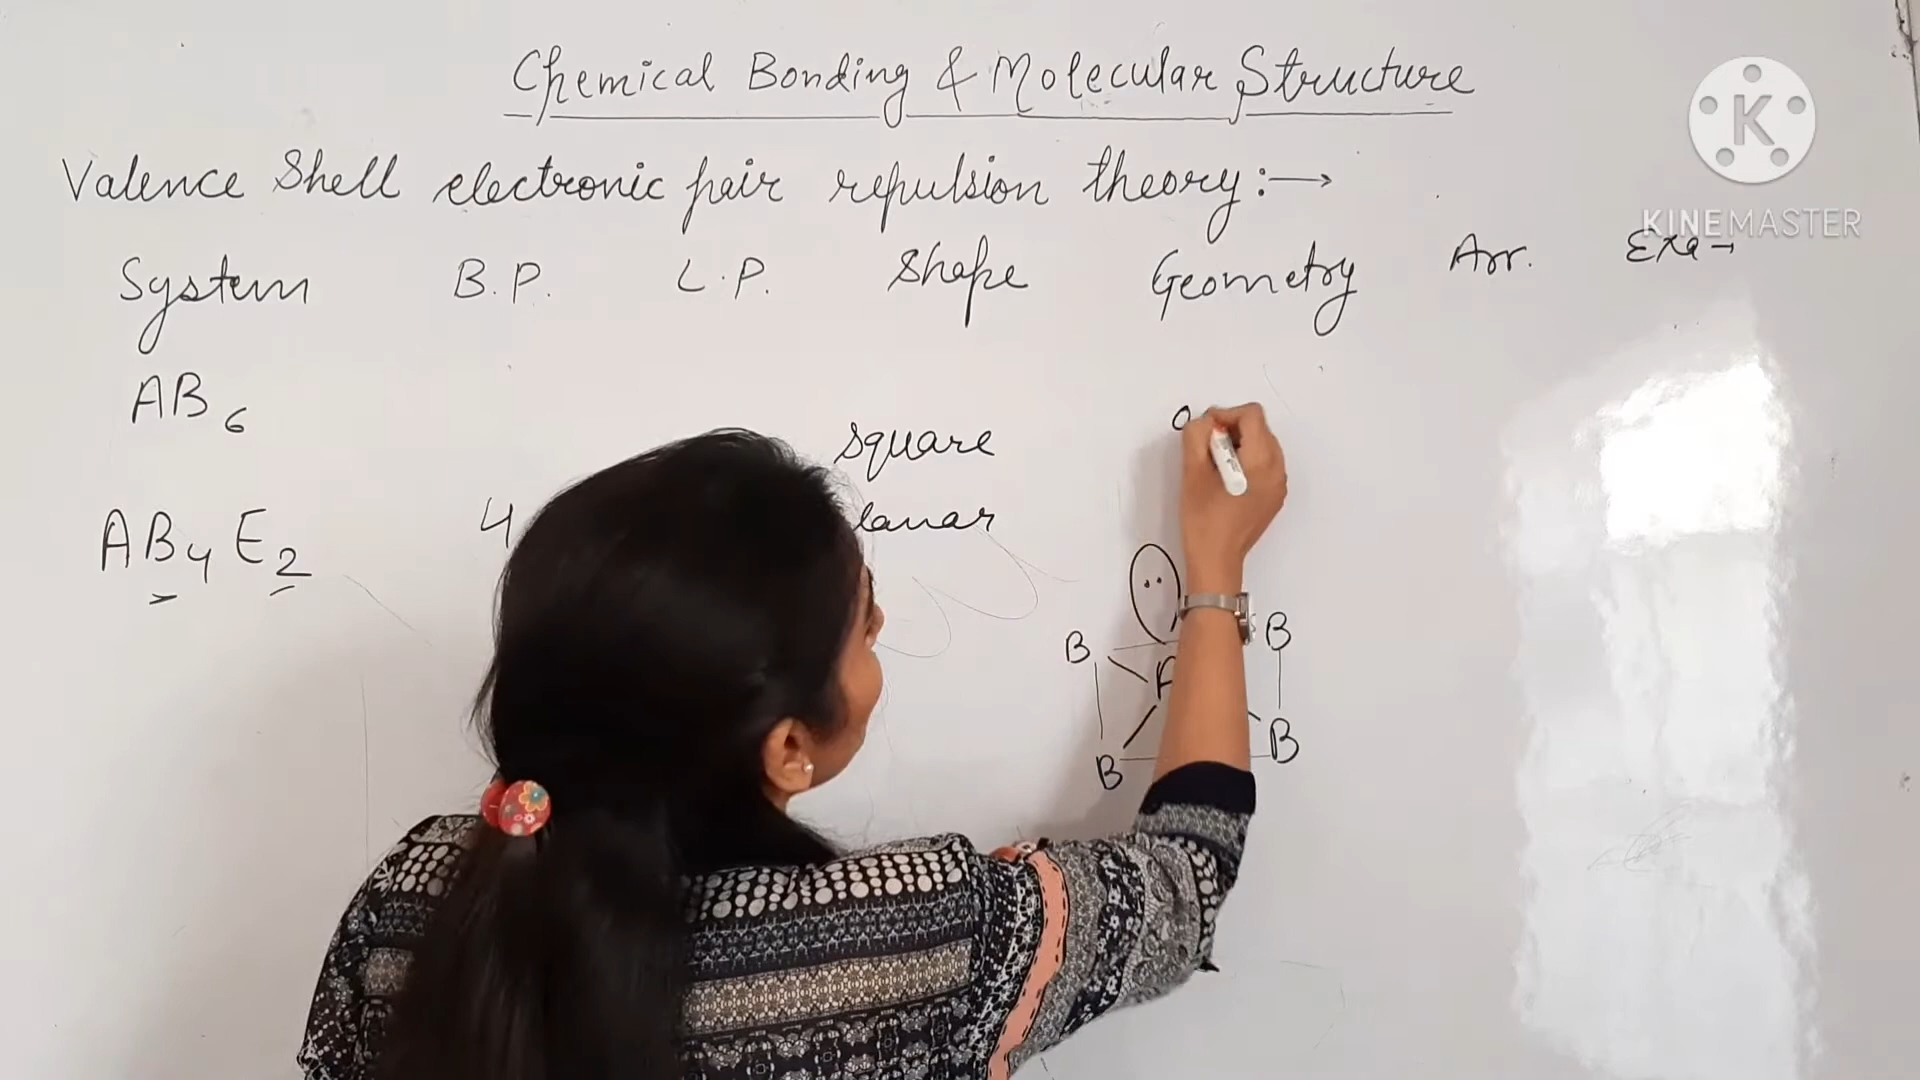 Chemical Bonding & Molecular Structure
K
KINEMASTER
Valence Shell electronic pair repulsion theory:→
System B.P. L.P. Shape Geometry Arr. Exa→
AB6
square
AB4E2 4 lanar
B B
B B